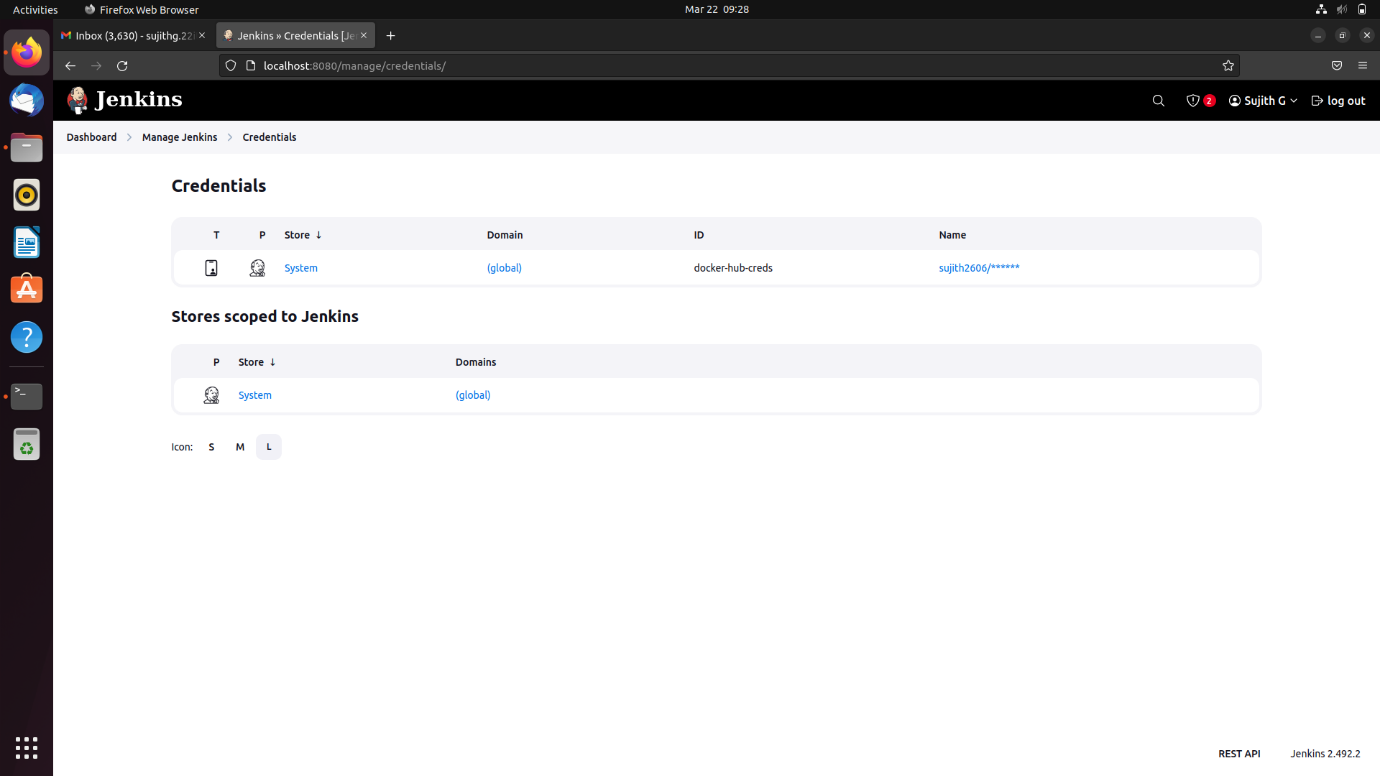 Activities Firefox Web Browser Mar 22 09:28
Inbox (3,630) - sujithg.22i × Jenkins » Credentials [Je × +
localhost:8080/manage/credentials/
Jenkins 2 Sujith G log out
Dashboard > Manage Jenkins > Credentials
Credentials
T P Store ↓ Domain ID Name
System (global) docker-hub-creds sujith2606/******
Stores scoped to Jenkins
P Store ↓ Domains
System (global)
Icon: S M L
REST API Jenkins 2.492.2